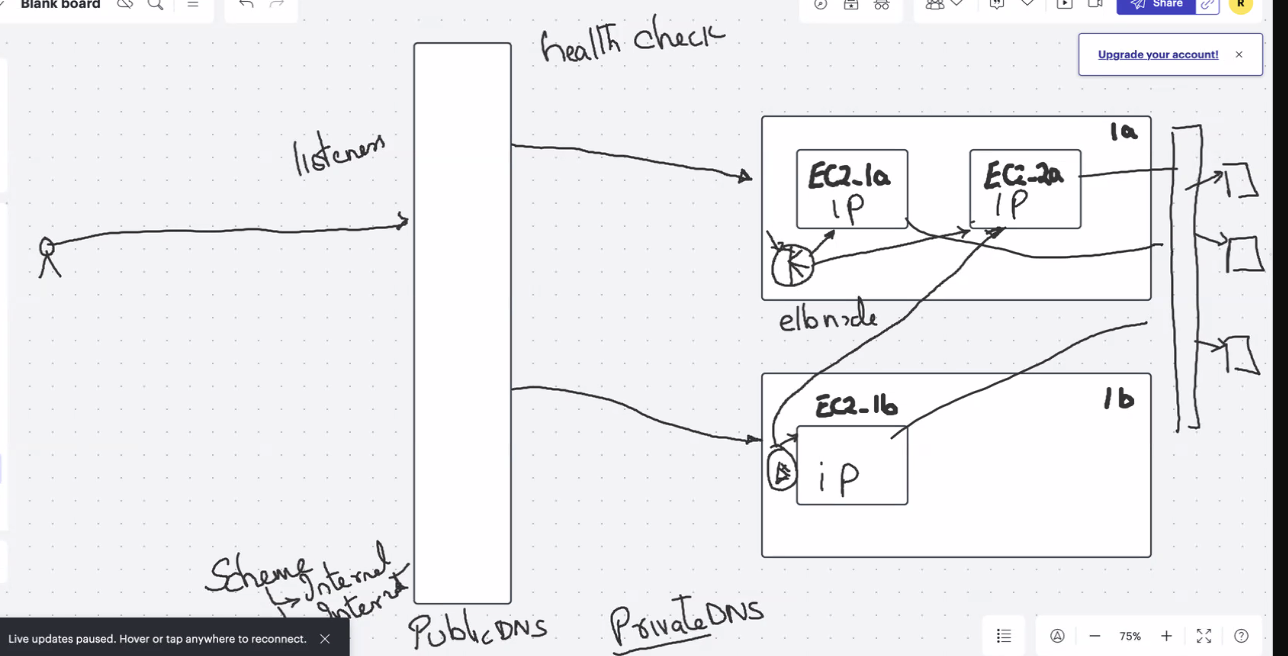 Blank board
Share
R
Upgrade your account!
health check
listeners
1a
EC2-1a
IP
EC2-2a
IP
elb node
EC2-1b
1b
iP
Scheme
Internal
Public DNS
Private DNS
Live updates paused. Hover or tap anywhere to reconnect.
75%